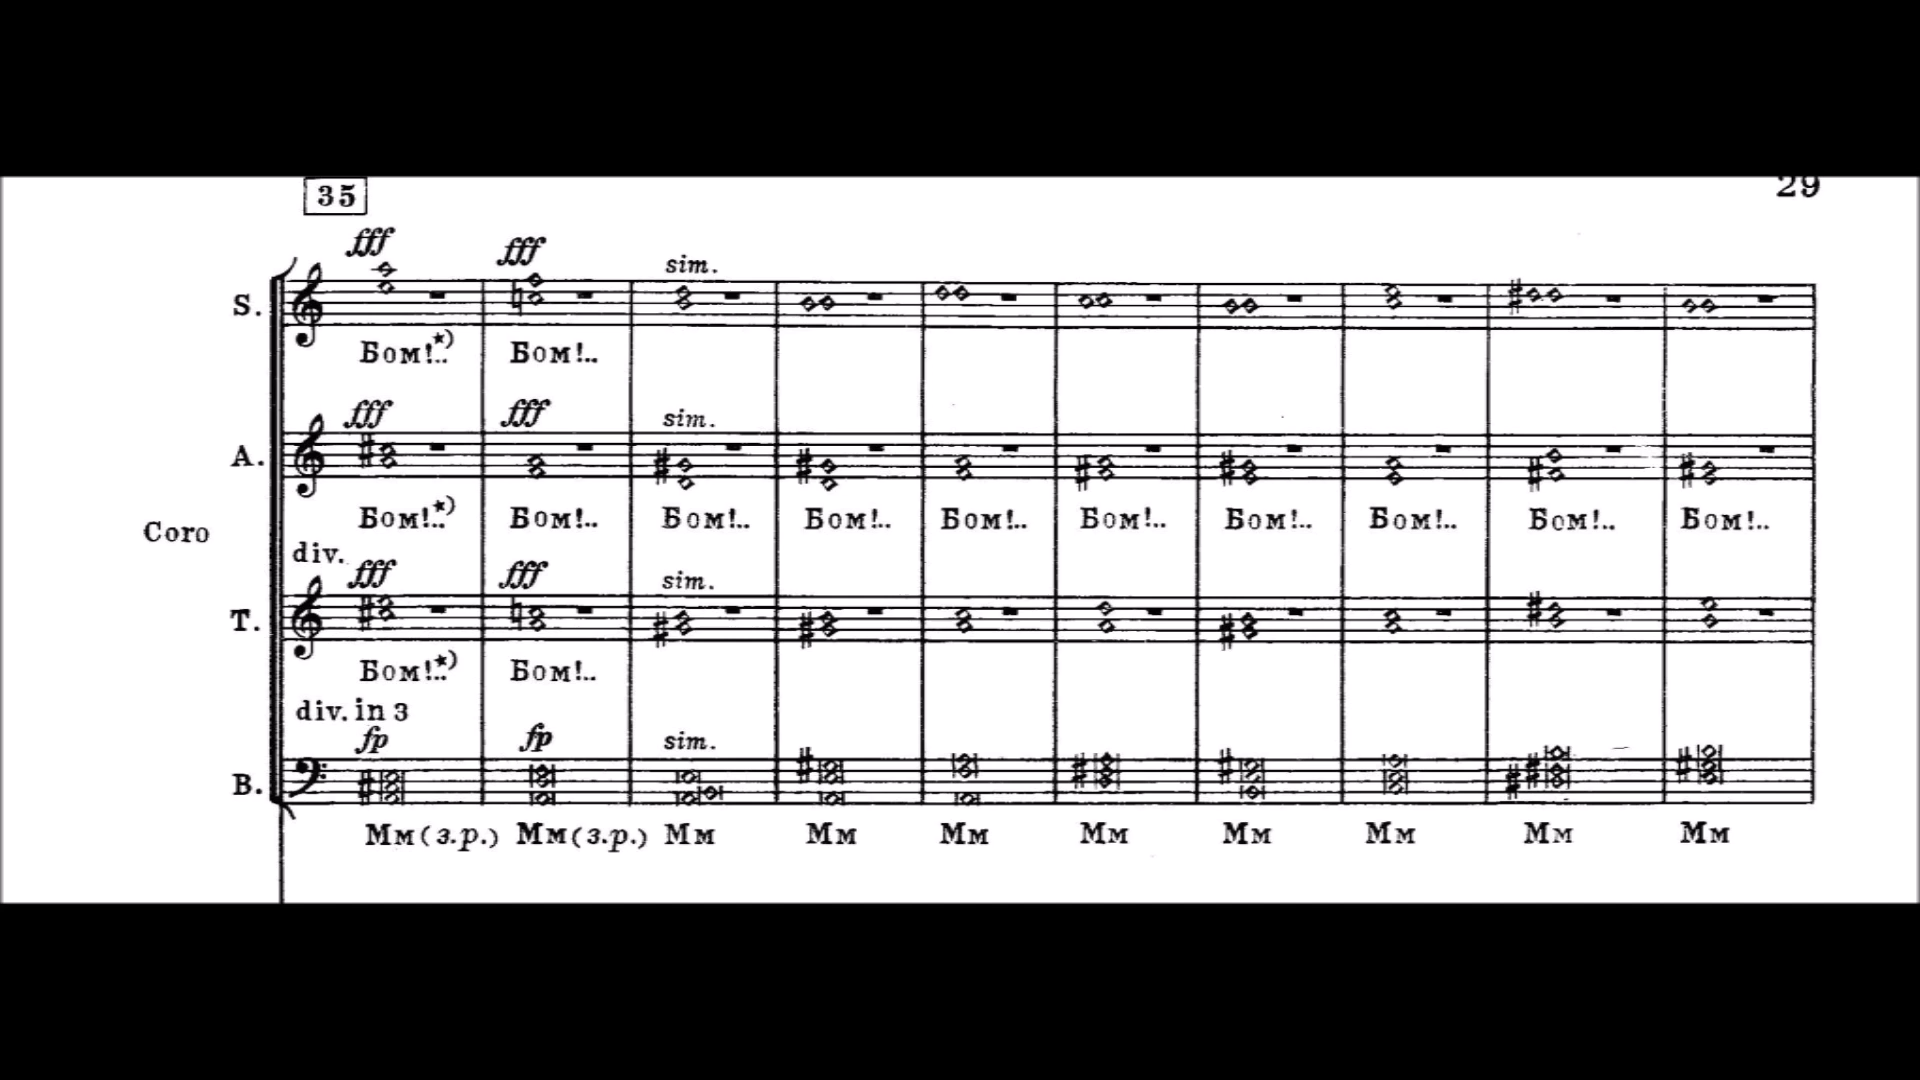 35
29
fff fff sim.
S.
Бом!..*) Бом!..
fff fff sim.
A.
Бом!..*) Бом!.. Бом!.. Бом!.. Бом!.. Бом!.. Бом!.. Бом!.. Бом!.. Бом!..
Coro
div.
fff fff sim.
T.
Бом!..*) Бом!..
div. in 3
fp fp sim.
B.
Мм (з.р.) Мм (з.р.) Мм Мм Мм Мм Мм Мм Мм Мм